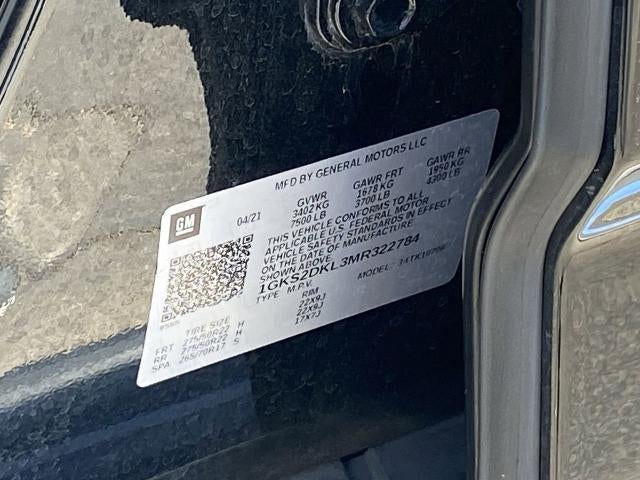 MFD BY GENERAL MOTORS LLC
GM
04/21
GVWR GAWR FRT GAWR RR
3402 KG 1678 KG 1950 KG
7500 LB 3700 LB 4300 LB
THIS VEHICLE CONFORMS TO ALL
APPLICABLE U.S. FEDERAL MOTOR
VEHICLE SAFETY STANDARDS IN EFFECT
ON THE DATE OF MANUFACTURE
SHOWN ABOVE.
1GKS2DKL3MR322784
TYPE: M.P.V. MODEL:
TIRE SIZE RIM
FRT 275/50R22 H 22X9J
RR 275/50R22 H 22X9J
SPA 265/70R17 S 17X7J